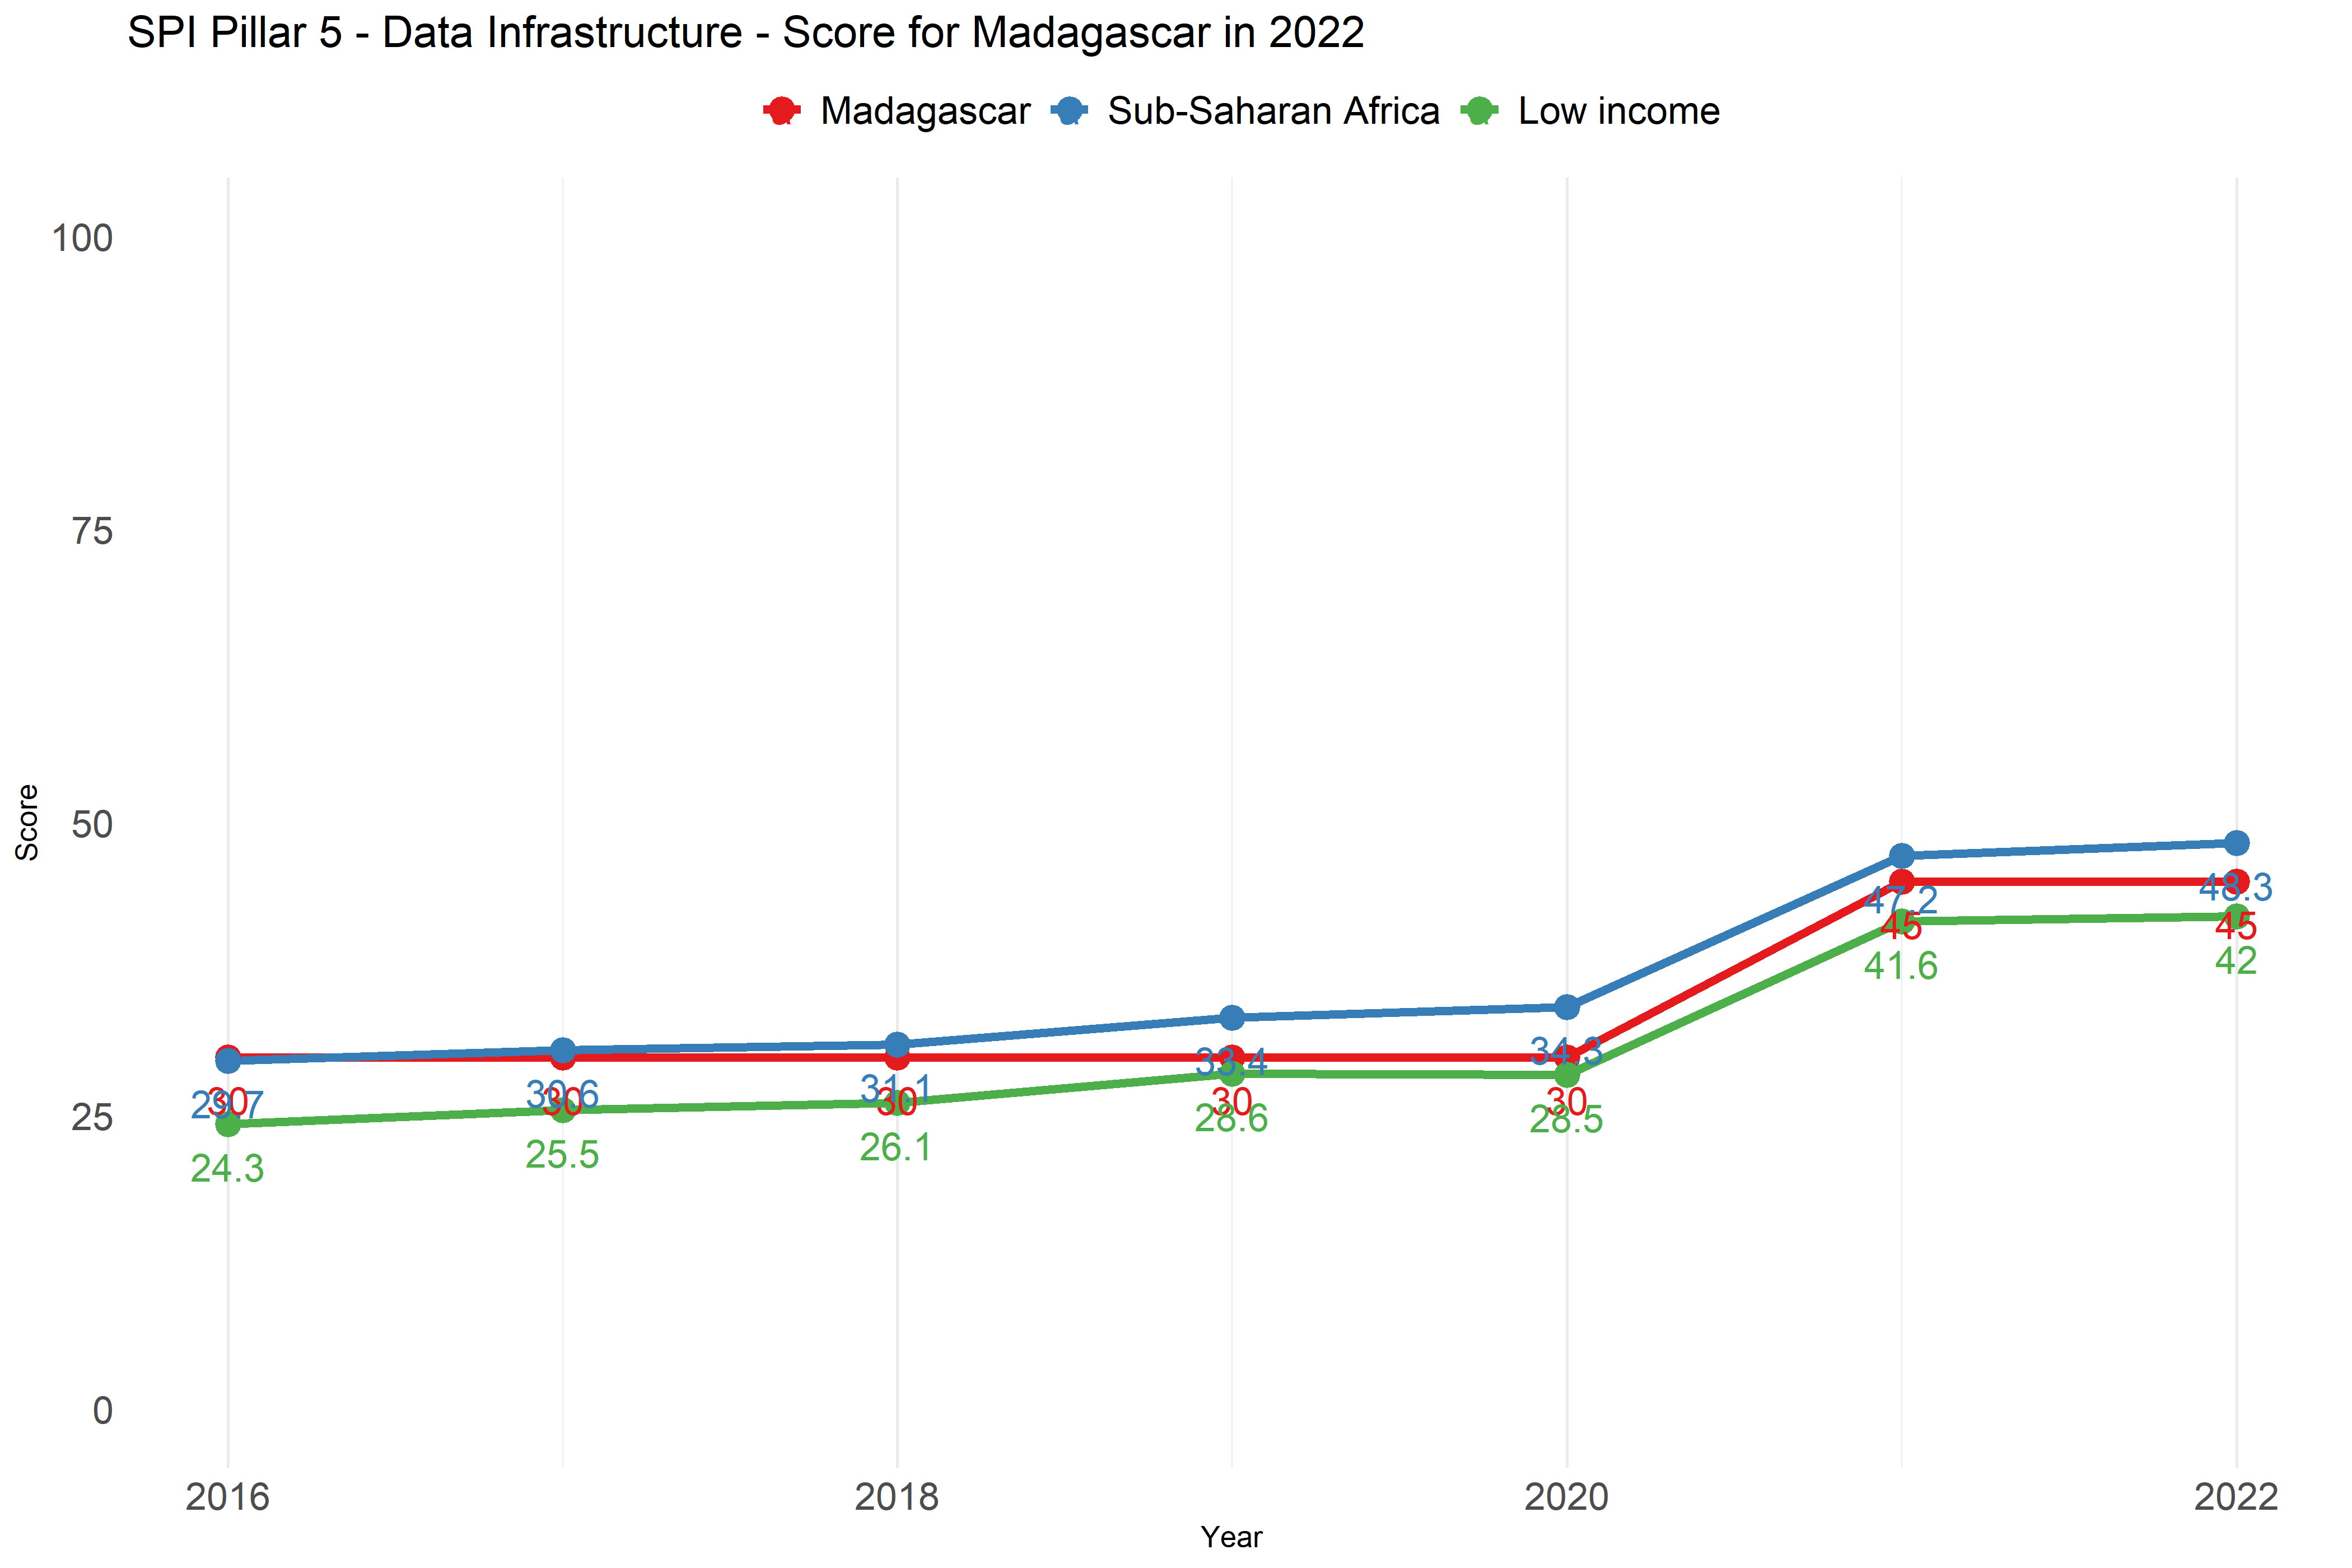 SPI Pillar 5 - Data Infrastructure - Score for Madagascar in 2022
Madagascar Sub-Saharan Africa Low income
100
75
50
25
0
Score
29.7 30 24.3
30.6 30 25.5
31.1 30 26.1
33.4 30 28.6
34.3 30 28.5
47.2 45 41.6
48.3 45 42
2016 2018 2020 2022
Year